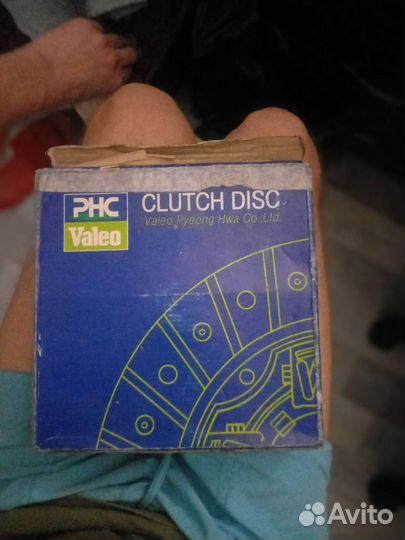 PHC
Valeo
CLUTCH DISC
Valeo Pyeong Hwa Co.,Ltd.
Avito